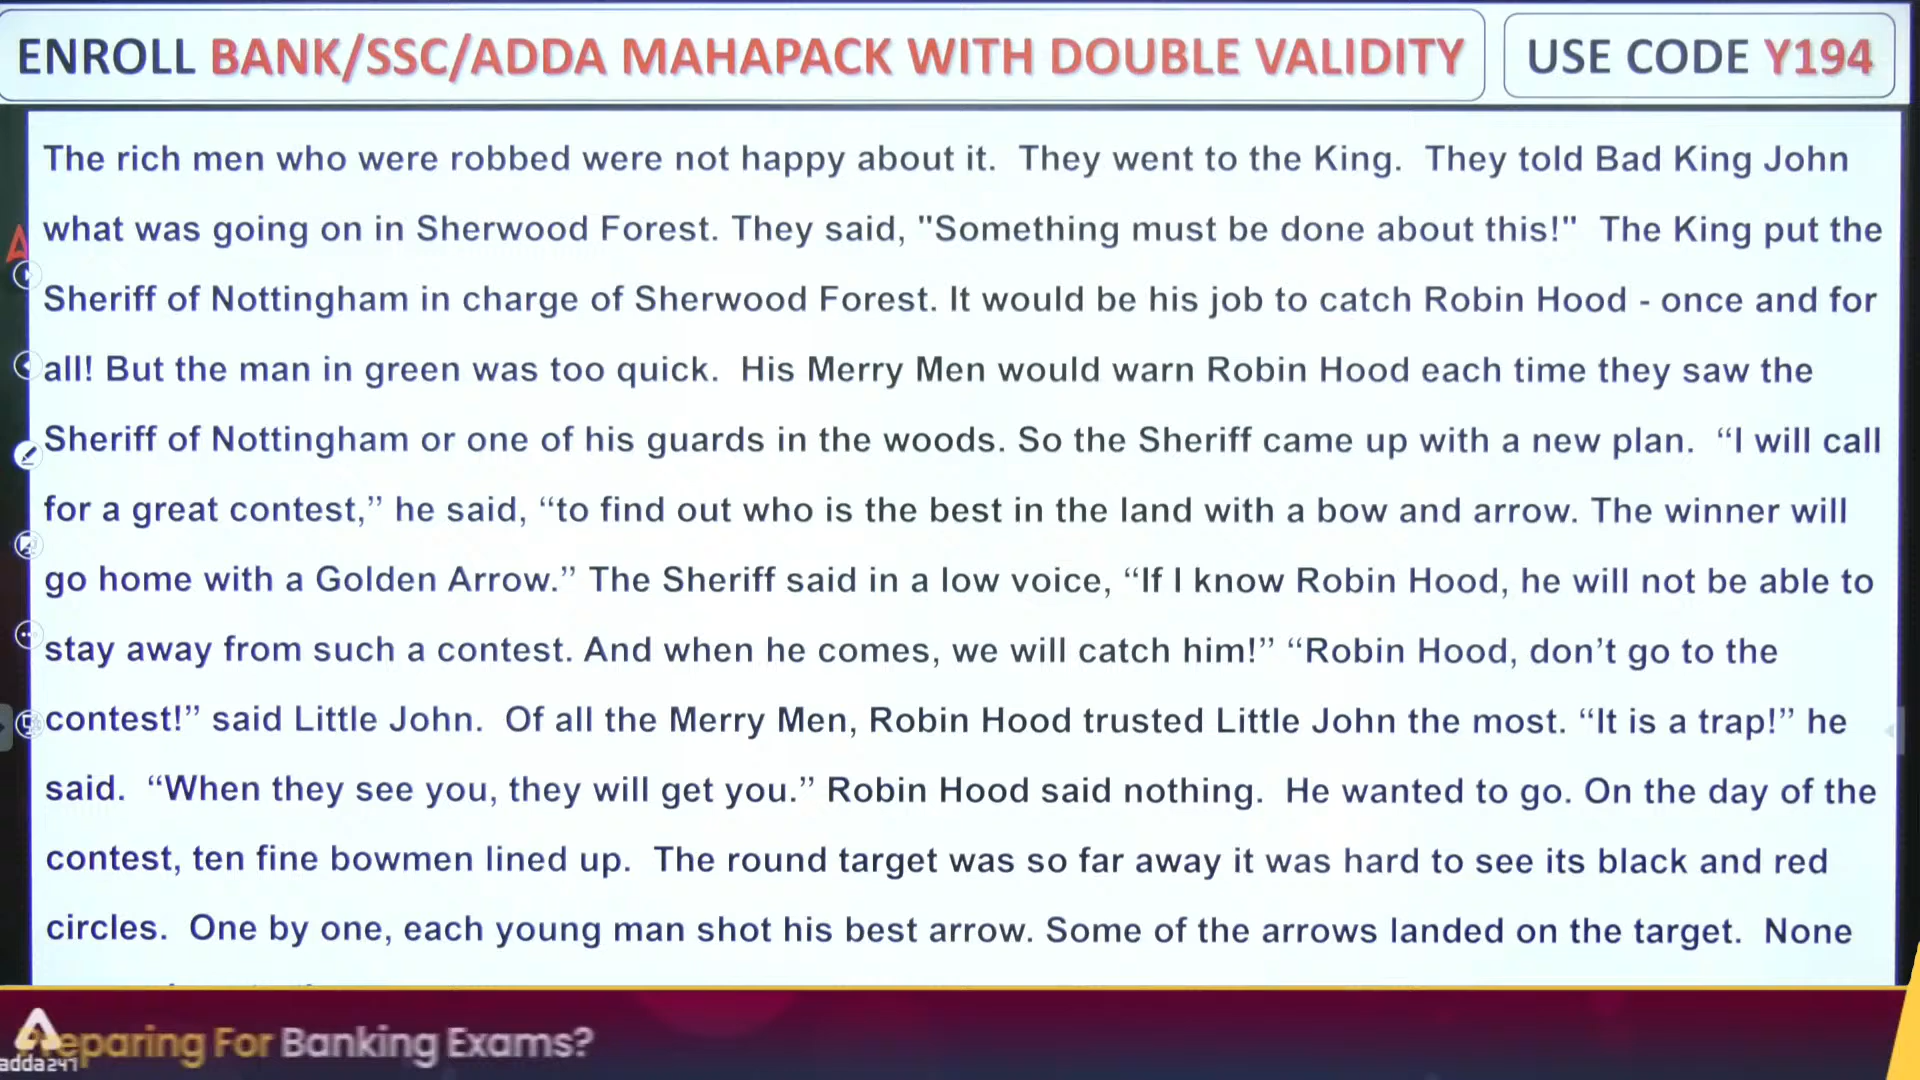 ENROLL BANK/SSC/ADDA MAHAPACK WITH DOUBLE VALIDITY
USE CODE Y194
The rich men who were robbed were not happy about it. They went to the King. They told Bad King John
what was going on in Sherwood Forest. They said, "Something must be done about this!" The King put the
Sheriff of Nottingham in charge of Sherwood Forest. It would be his job to catch Robin Hood - once and for
all! But the man in green was too quick. His Merry Men would warn Robin Hood each time they saw the
Sheriff of Nottingham or one of his guards in the woods. So the Sheriff came up with a new plan. “I will call
for a great contest,” he said, “to find out who is the best in the land with a bow and arrow. The winner will
go home with a Golden Arrow.” The Sheriff said in a low voice, “If I know Robin Hood, he will not be able to
stay away from such a contest. And when he comes, we will catch him!” “Robin Hood, don’t go to the
contest!” said Little John. Of all the Merry Men, Robin Hood trusted Little John the most. “It is a trap!” he
said. “When they see you, they will get you.” Robin Hood said nothing. He wanted to go. On the day of the
contest, ten fine bowmen lined up. The round target was so far away it was hard to see its black and red
circles. One by one, each young man shot his best arrow. Some of the arrows landed on the target. None
Preparing For Banking Exams?
adda247